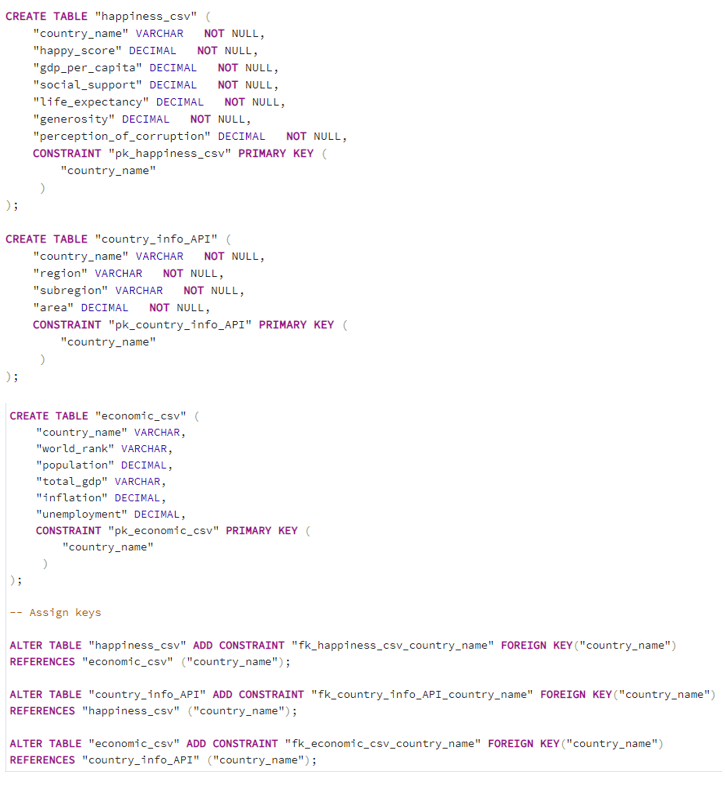 CREATE TABLE "happiness_csv" (
    "country_name" VARCHAR   NOT NULL,
    "happy_score" DECIMAL   NOT NULL,
    "gdp_per_capita" DECIMAL   NOT NULL,
    "social_support" DECIMAL   NOT NULL,
    "life_expectancy" DECIMAL   NOT NULL,
    "generosity" DECIMAL   NOT NULL,
    "perception_of_corruption" DECIMAL   NOT NULL,
    CONSTRAINT "pk_happiness_csv" PRIMARY KEY (
        "country_name"
     )
);

CREATE TABLE "country_info_API" (
    "country_name" VARCHAR   NOT NULL,
    "region" VARCHAR   NOT NULL,
    "subregion" VARCHAR   NOT NULL,
    "area" DECIMAL   NOT NULL,
    CONSTRAINT "pk_country_info_API" PRIMARY KEY (
        "country_name"
     )
);

CREATE TABLE "economic_csv" (
    "country_name" VARCHAR,
    "world_rank" VARCHAR,
    "population" DECIMAL,
    "total_gdp" VARCHAR,
    "inflation" DECIMAL,
    "unemployment" DECIMAL,
    CONSTRAINT "pk_economic_csv" PRIMARY KEY (
        "country_name"
     )
);

-- Assign keys

ALTER TABLE "happiness_csv" ADD CONSTRAINT "fk_happiness_csv_country_name" FOREIGN KEY("country_name")
REFERENCES "economic_csv" ("country_name");

ALTER TABLE "country_info_API" ADD CONSTRAINT "fk_country_info_API_country_name" FOREIGN KEY("country_name")
REFERENCES "happiness_csv" ("country_name");

ALTER TABLE "economic_csv" ADD CONSTRAINT "fk_economic_csv_country_name" FOREIGN KEY("country_name")
REFERENCES "country_info_API" ("country_name");